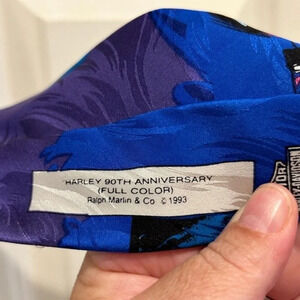 HARLEY 90TH ANNIVERSARY
(FULL COLOR)
Ralph Marlin & Co © 1993